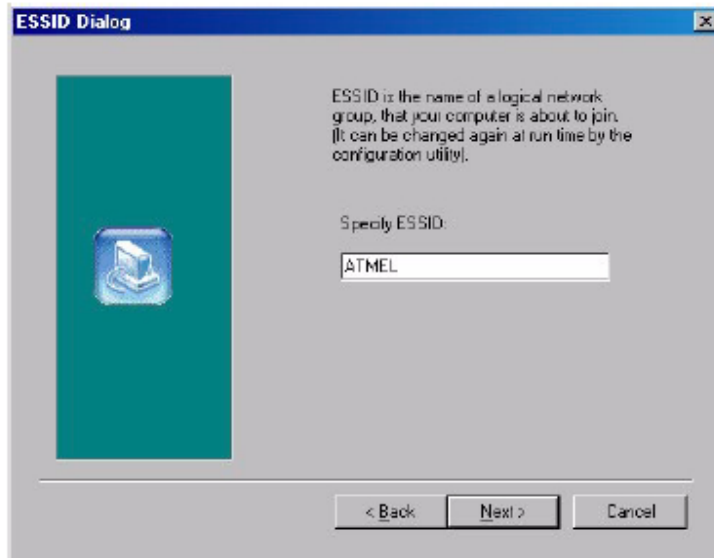 ESSID Dialog
ESSID is the name of a logical network
group, that your computer is about to join.
(It can be changed again at run time by the
configuration utility).
Specify ESSID:
ATMEL
< Back
Next >
Cancel